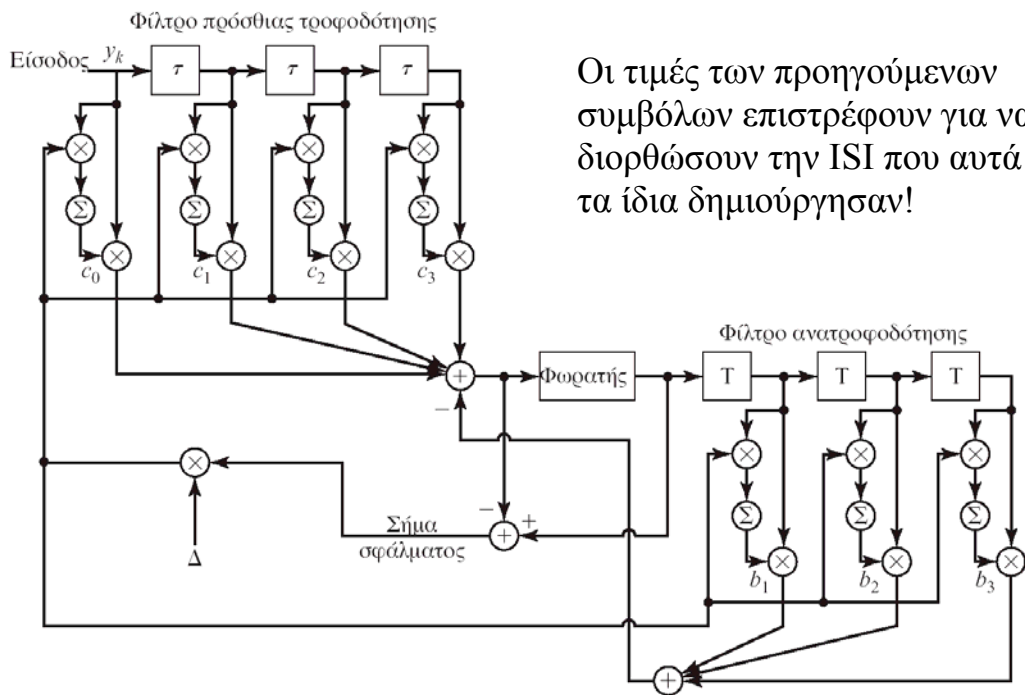 Φίλτρο πρόσθιας τροφοδότησης
Είσοδος
y_k
τ
τ
τ
Οι τιμές των προηγούμενων
συμβόλων επιστρέφουν για να
διορθώσουν την ISI που αυτά
τα ίδια δημιούργησαν!
×
×
×
Σ
Σ
Σ
×
×
×
×
c_0
c_1
c_2
c_3
Φίλτρο ανατροφοδότησης
+
Φωρατής
T
T
T
−
×
×
×
×
−
Σ
Σ
Σ
Σήμα
σφάλματος
+
+
Δ
×
×
×
b_1
b_2
b_3
+